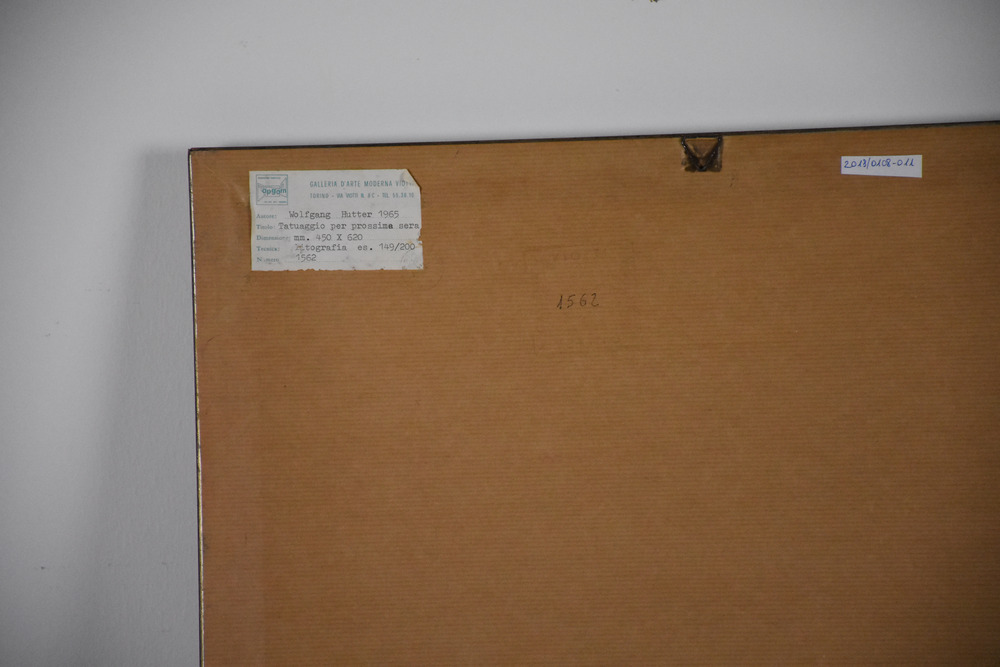 GALLERIA D'ARTE MODERNA
TORINO - VIA
Autore: Wolfgang Hutter 1965
Titolo: Tatuaggio per prossima sera
Dimensioni: mm. 450 X 620
Tecnica: litografia es. 149/200
Numero 1562
1562
2013/0108-011